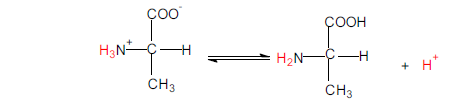 COO-
COOH
H3N+ C H
H2N C H + H+
CH3
CH3